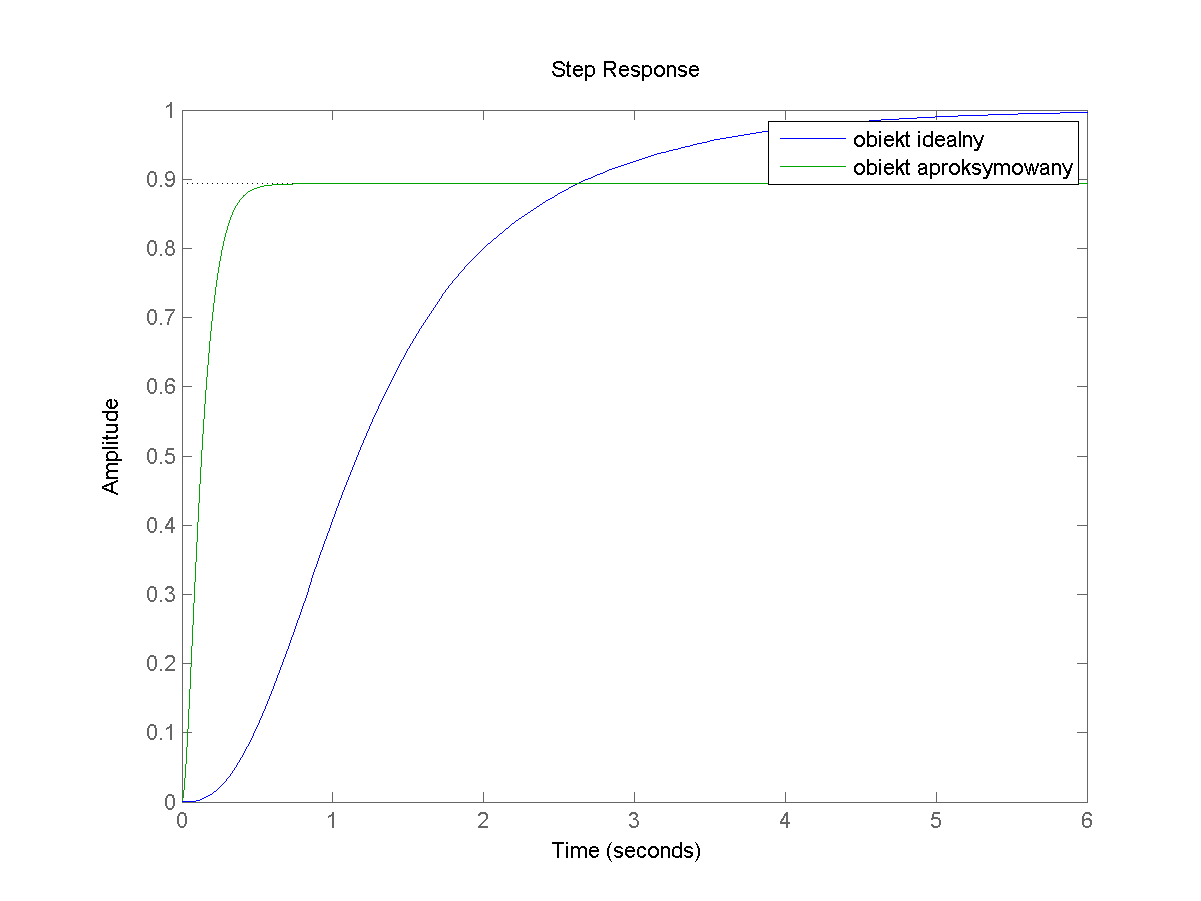 Step Response
obiekt idealny
obiekt aproksymowany
Amplitude
1
0.9
0.8
0.7
0.6
0.5
0.4
0.3
0.2
0.1
0
0 1 2 3 4 5 6
Time (seconds)